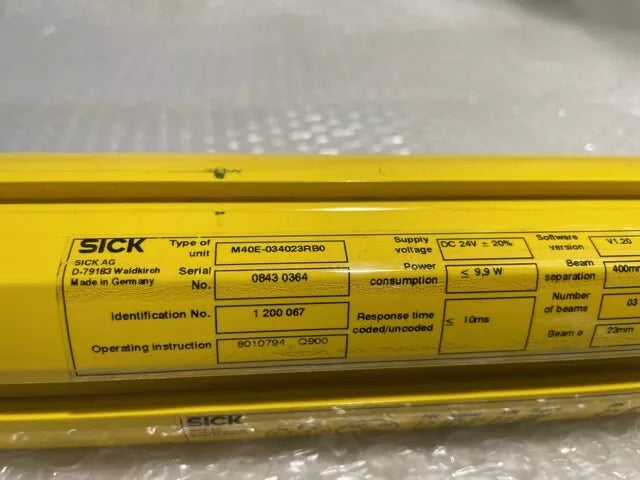 SICK
SICK AG
D-79183 Waldkirch
Made in Germany
Type of unit M40E-034023RB0
Serial No. 0843 0364
Identification No. 1 200 067
Operating instruction 8010794 Q900
Supply voltage DC 24V ± 20%
Power consumption ≤ 9,9 W
Response time coded/uncoded ≤ 10ms
Software version V1.20
Beam separation 400mm
Number of beams 03
Beam ø 23mm
SICK